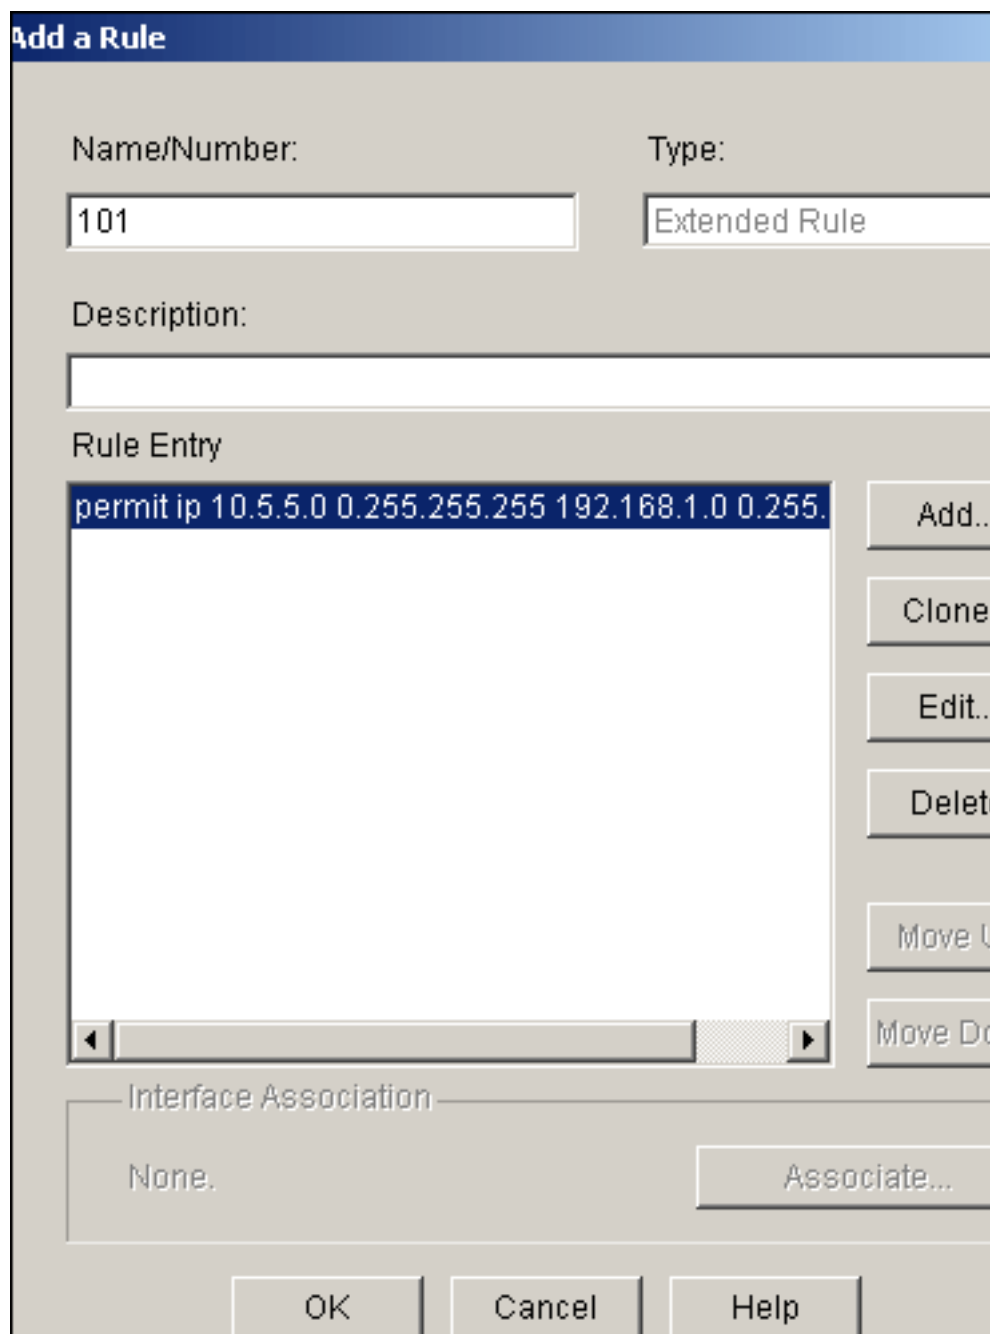 Add a Rule
Name/Number:
Type:
101
Extended Rule
Description:
Rule Entry
permit ip 10.5.5.0 0.255.255.255 192.168.1.0 0.255.
Add..
Clone
Edit..
Delete
Move U
Move Do
Interface Association
None.
Associate...
OK
Cancel
Help